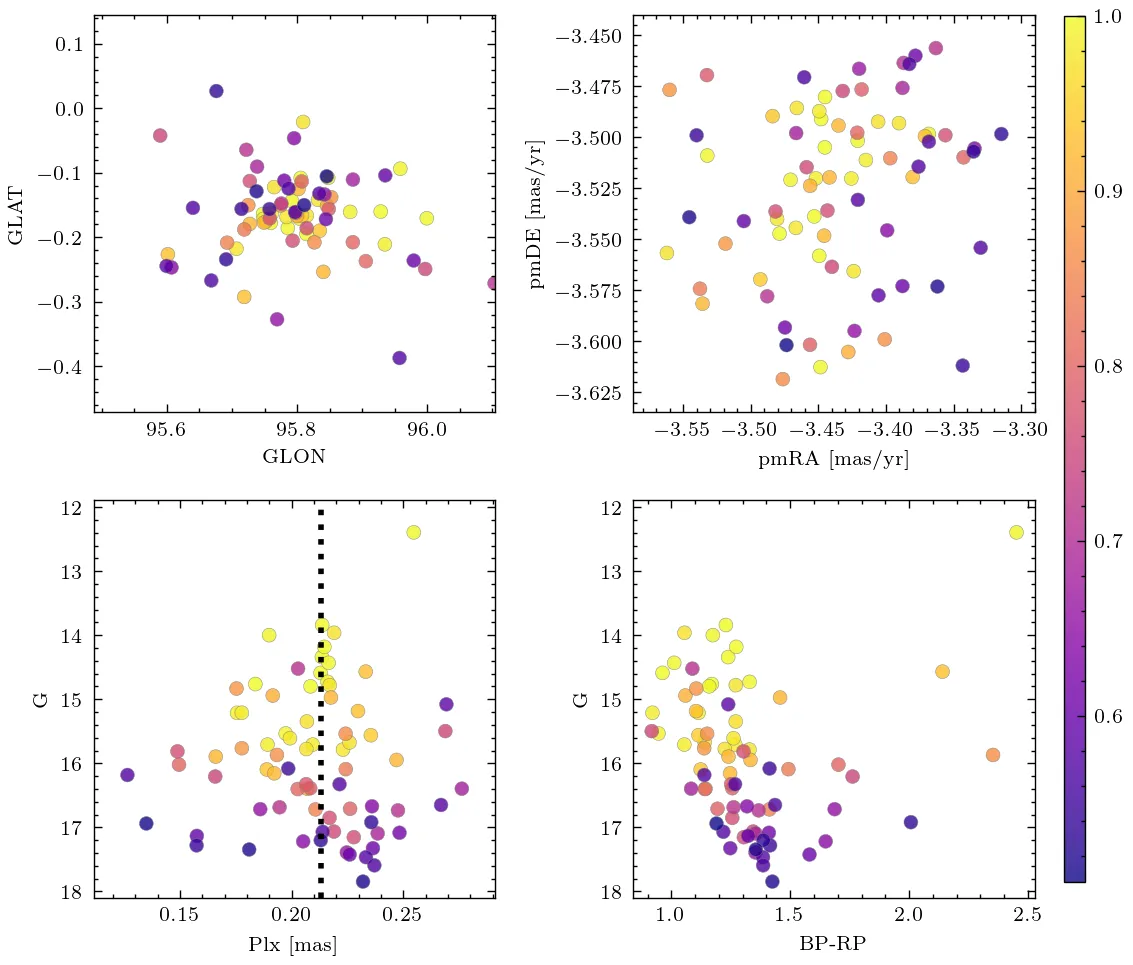 0.1
0.0
−0.1
−0.2
−0.3
−0.4
GLAT
95.6 95.8 96.0
GLON
−3.450
−3.475
−3.500
−3.525
−3.550
−3.575
−3.600
−3.625
pmDE [mas/yr]
−3.55 −3.50 −3.45 −3.40 −3.35 −3.30
pmRA [mas/yr]
1.0
0.9
0.8
0.7
0.6
12
13
14
15
16
17
18
G
0.15 0.20 0.25
Plx [mas]
12
13
14
15
16
17
18
G
1.0 1.5 2.0 2.5
BP-RP